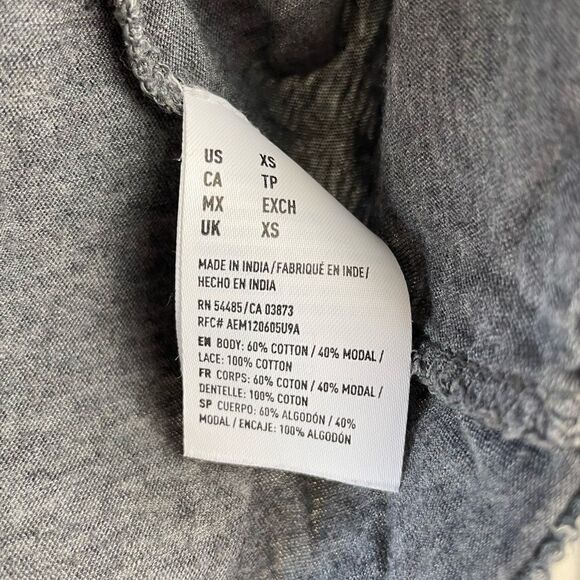 US XS
CA TP
MX EXCH
UK XS
MADE IN INDIA/FABRIQUÉ EN INDE/
HECHO EN INDIA
RN 54485/CA 03873
RFC# AEM120605U9A
EN BODY: 60% COTTON / 40% MODAL /
LACE: 100% COTTON
FR CORPS: 60% COTON / 40% MODAL /
DENTELLE: 100% COTON
SP CUERPO: 60% ALGODÓN / 40%
MODAL / ENCAJE: 100% ALGODÓN